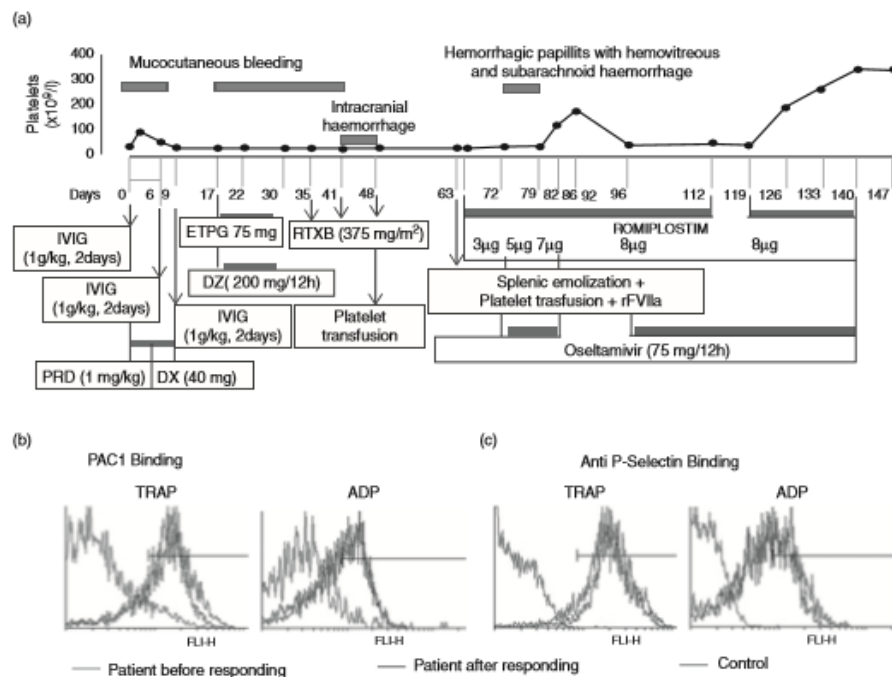 (a)
400
300
200
100
0
Platelets
(x10⁹/l)
Mucocutaneous bleeding
Intracranial
haemorrhage
Hemorrhagic papillits with hemovitreous
and subarachnoid haemorrhage
Days 0 6 9 17 22 30 35 41 48 63 72 79 82 86 92 96 112 119 126 133 140 147
IVIG
(1g/kg, 2days)
IVIG
(1g/kg, 2days)
IVIG
(1g/kg, 2days)
PRD (1 mg/kg) DX (40 mg)
ETPG 75 mg
DZ( 200 mg/12h)
RTXB (375 mg/m²)
Platelet
transfusion
ROMIPLOSTIM
3µg 5µg 7µg 8µg 8µg
Splenic emolization +
Platelet trasfusion + rFVIIa
Oseltamivir (75 mg/12h)
(b)
PAC1 Binding
TRAP ADP
FLI-H FLI-H
(c)
Anti P-Selectin Binding
TRAP ADP
FLI-H FLI-H
Patient before responding Patient after responding Control